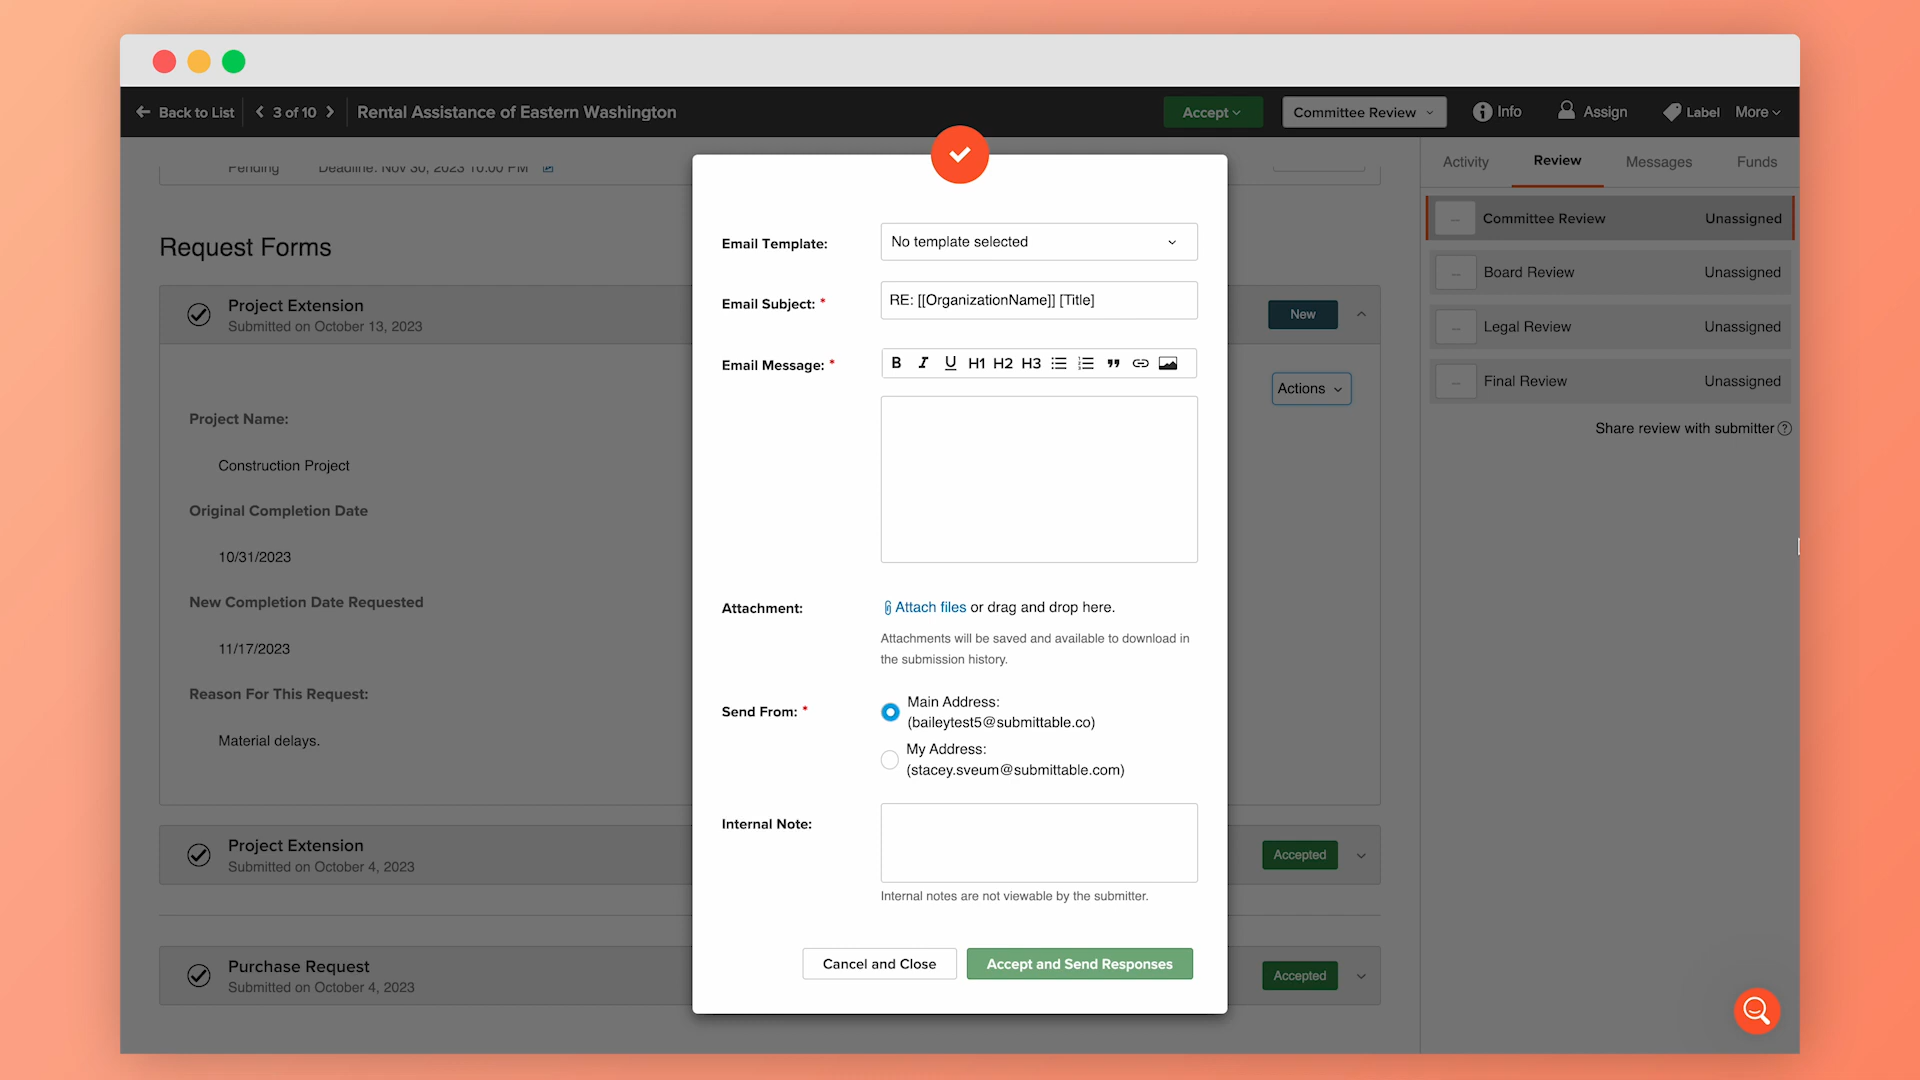 Back to List
3 of 10
Rental Assistance of Eastern Washington
Accept
Committee Review
Info
Assign
Label
More
Pending
Deadline: Nov 30, 2023 10:00 PM
Request Forms
Project Extension
Submitted on October 13, 2023
New
Actions
Project Name:
Construction Project
Original Completion Date
10/31/2023
New Completion Date Requested
11/17/2023
Reason For This Request:
Material delays.
Project Extension
Submitted on October 4, 2023
Accepted
Purchase Request
Submitted on October 4, 2023
Accepted
Email Template:
No template selected
Email Subject: *
RE: [[OrganizationName]] [Title]
Email Message: *
B I U H1 H2 H3
Attachment:
Attach files or drag and drop here.
Attachments will be saved and available to download in
the submission history.
Send From: *
Main Address:
(baileytest5@submittable.co)
My Address:
(stacey.sveum@submittable.com)
Internal Note:
Internal notes are not viewable by the submitter.
Cancel and Close
Accept and Send Responses
Activity
Review
Messages
Funds
-- Committee Review Unassigned
-- Board Review Unassigned
-- Legal Review Unassigned
-- Final Review Unassigned
Share review with submitter ?